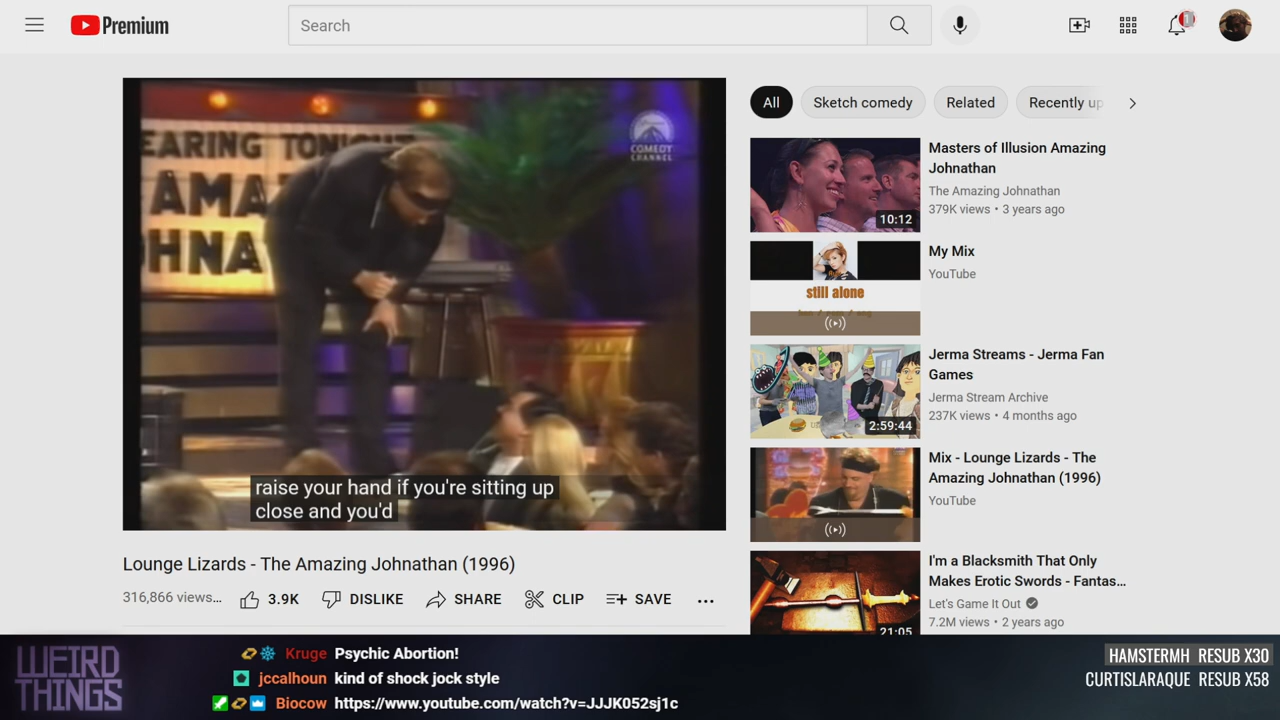 Premium
Search
1
EARING TONIGHT
AMA
HNA
COMEDY
CHANNEL
raise your hand if you're sitting up
close and you'd
Lounge Lizards - The Amazing Johnathan (1996)
316,866 views...
3.9K
DISLIKE
SHARE
CLIP
SAVE
...
All
Sketch comedy
Related
Recently up
Masters of Illusion Amazing
Johnathan
The Amazing Johnathan
379K views • 3 years ago
10:12
My Mix
YouTube
still alone
Jerma Streams - Jerma Fan
Games
Jerma Stream Archive
237K views • 4 months ago
2:59:44
Mix - Lounge Lizards - The
Amazing Johnathan (1996)
YouTube
I'm a Blacksmith That Only
Makes Erotic Swords - Fantas...
Let's Game It Out
7.2M views • 2 years ago
21:05
WEIRD
THINGS
Kruge Psychic Abortion!
jccalhoun kind of shock jock style
Biocow https://www.youtube.com/watch?v=JJJK052sj1c
HAMSTERMH RESUB X30
CURTISLARAQUE RESUB X58